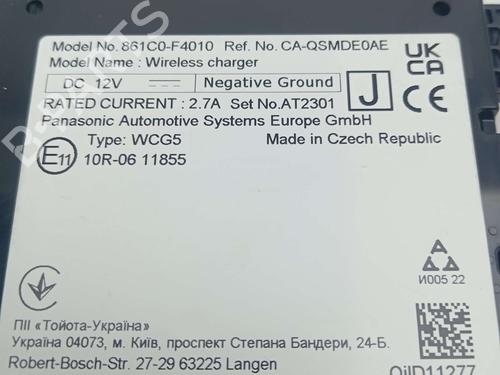 Model No. 861C0-F4010 Ref. No. CA-QSMDE0AE
Model Name : Wireless charger
DC 12V Negative Ground
RATED CURRENT : 2.7A Set No.AT2301
Panasonic Automotive Systems Europe GmbH
Type: WCG5 Made in Czech Republic
E11 10R-06 11855
UK
CA
J CE
И005 22
ПІІ «Тойота-Україна»
Україна 04073, м. Київ, проспект Степана Бандери, 24-Б.
Robert-Bosch-Str. 27-29 63225 Langen
QiID11277